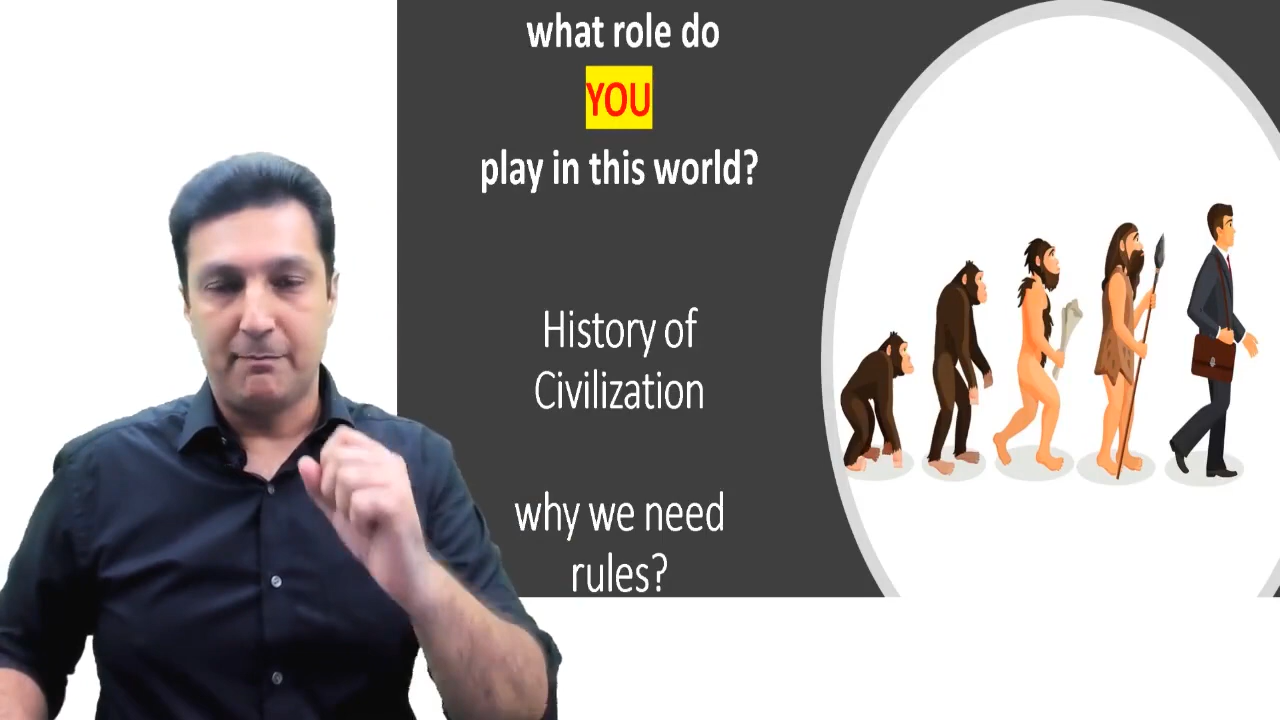 what role do
YOU
play in this world?
History of
Civilization
why we need
rules?